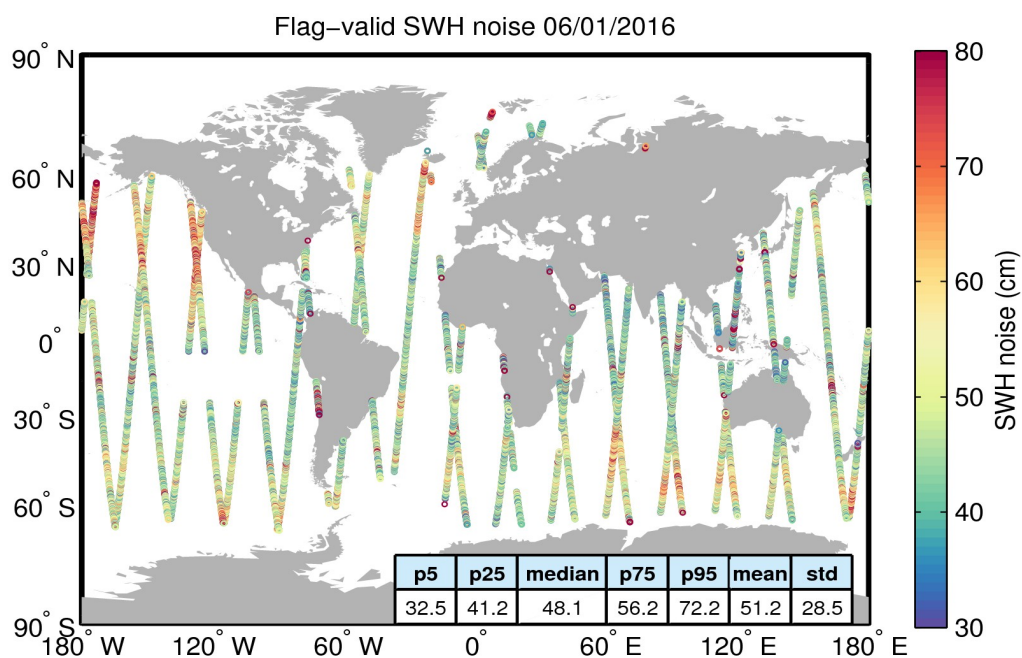 Flag−valid SWH noise 06/01/2016
90° N
60° N
30° N
0°
30° S
60° S
90° S
180° W
120° W
60° W
0°
60° E
120° E
180° E
p5 p25 median p75 p95 mean std
32.5 41.2 48.1 56.2 72.2 51.2 28.5
80
70
60
50
40
30
SWH noise (cm)